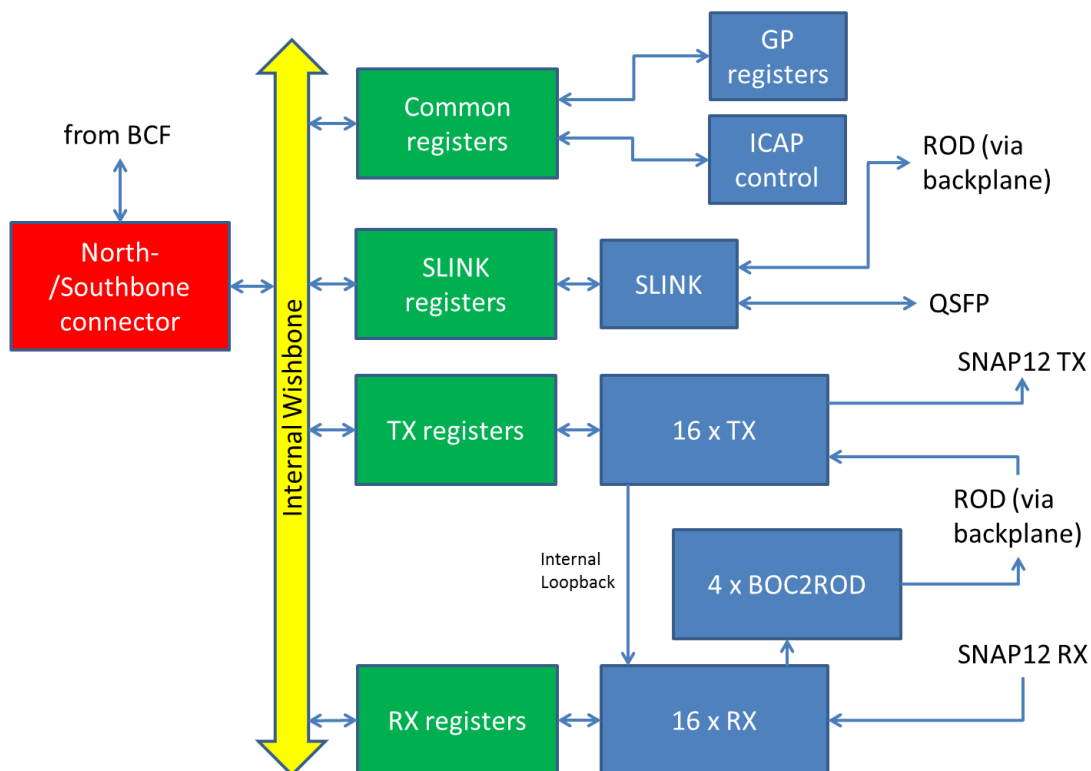 GP
registers
Common
registers
from BCF
ICAP
control
ROD (via
backplane)
North-
/Southbone
connector
SLINK
registers
SLINK
QSFP
Internal Wishbone
SNAP12 TX
TX registers
16 x TX
ROD (via
backplane)
Internal
Loopback
4 x BOC2ROD
SNAP12 RX
RX registers
16 x RX